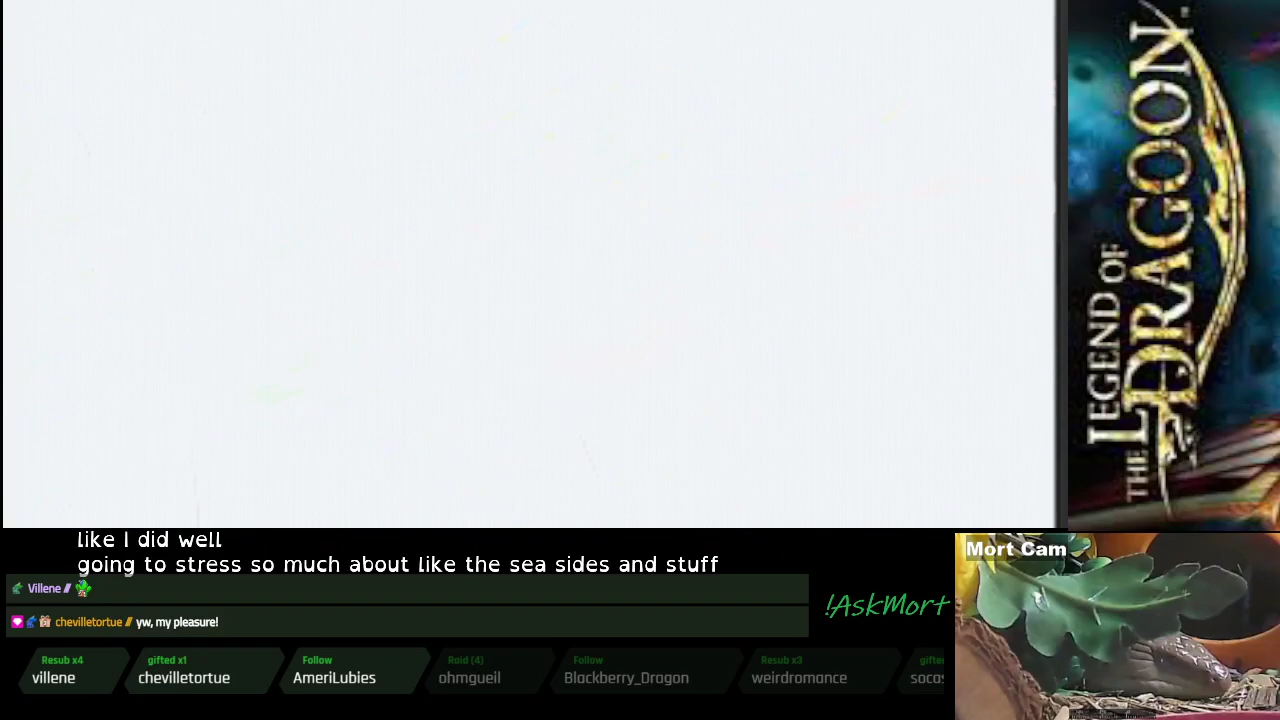 THE LEGEND OF
DRAGOON
like I did well
going to stress so much about like the sea sides and stuff
Villene //
chevilletortue // yw, my pleasure!
!AskMort
Mort Cam
Resub x4
villene
gifted x1
chevilletortue
Follow
AmeriLubies
Raid (4)
ohmgueil
Follow
Blackberry_Dragon
Resub x3
weirdromance
gifte
socas